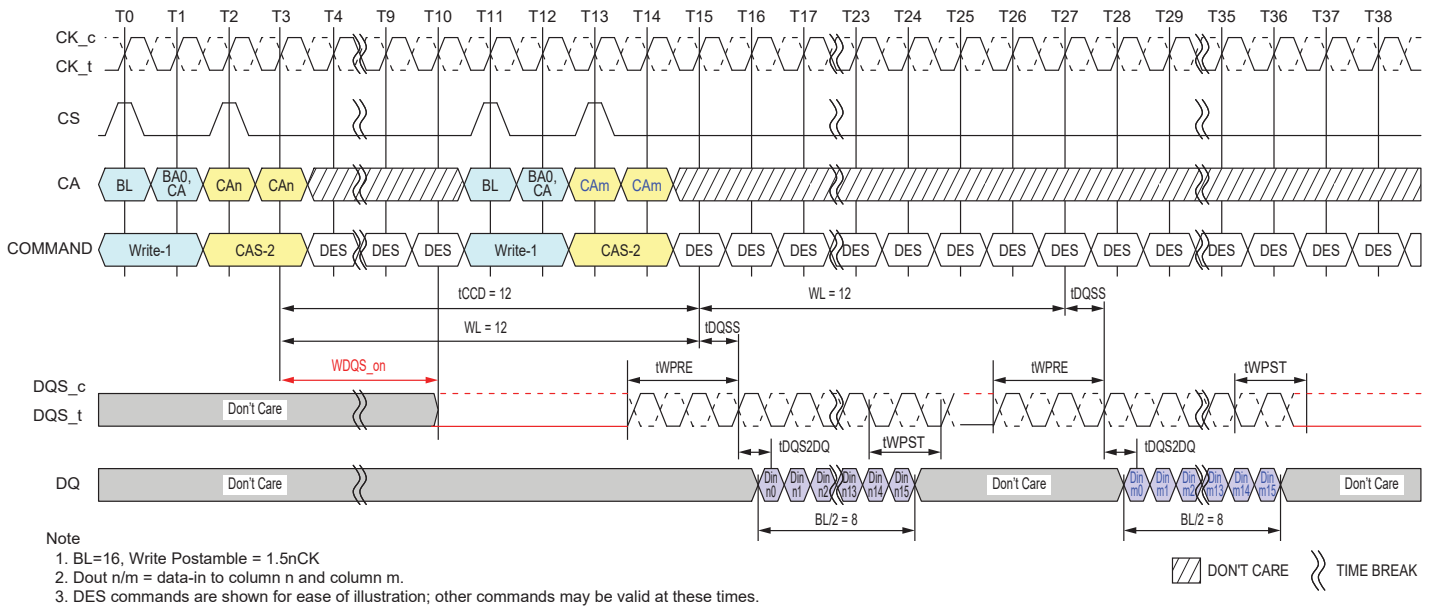 T0 T1 T2 T3 T4 T9 T10 T11 T12 T13 T14 T15 T16 T17 T23 T24 T25 T26 T27 T28 T29 T35 T36 T37 T38
CK_c
CK_t
CS
CA BL BA0, CA CAn CAn BL BA0, CA CAm CAm
COMMAND Write-1 CAS-2 DES DES DES Write-1 CAS-2 DES DES DES DES DES DES DES DES DES DES DES DES DES DES
tCCD = 12 WL = 12 tDQSS
WL = 12 tDQSS
WDQS_on tWPRE tWPRE tWPST
DQS_c
DQS_t Don't Care
tDQS2DQ tWPST tDQS2DQ
DQ Don't Care Din n0 Din n1 Din n2 Din n13 Din n14 Din n15 Don't Care Din m0 Din m1 Din m2 Din m13 Din m14 Din m15 Don't Care
BL/2 = 8 BL/2 = 8
Note
1. BL=16, Write Postamble = 1.5nCK
2. Dout n/m = data-in to column n and column m.
3. DES commands are shown for ease of illustration; other commands may be valid at these times.
DON'T CARE TIME BREAK